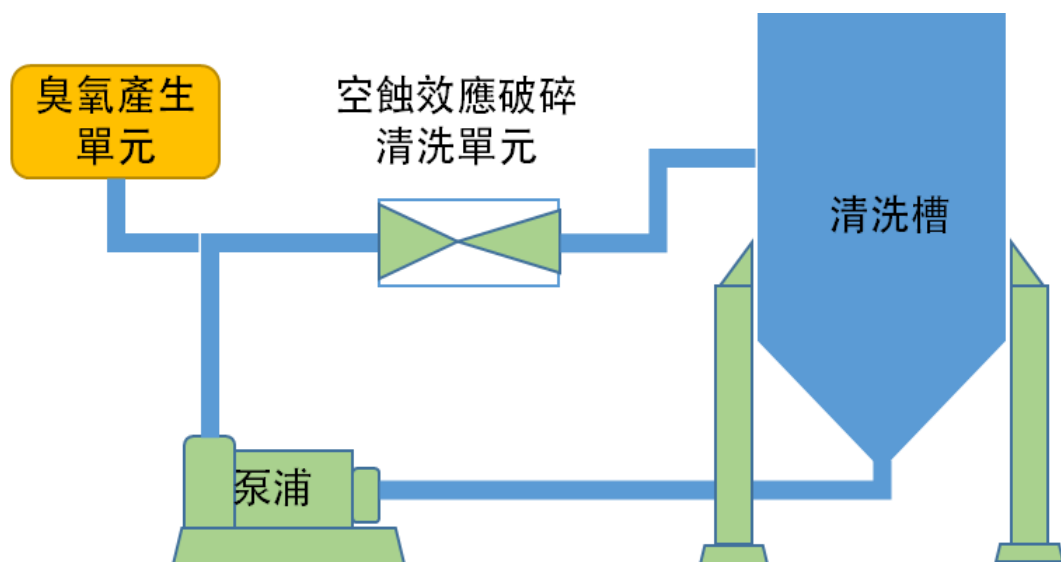 臭氧產生
單元
空蝕效應破碎
清洗單元
清洗槽
泵浦